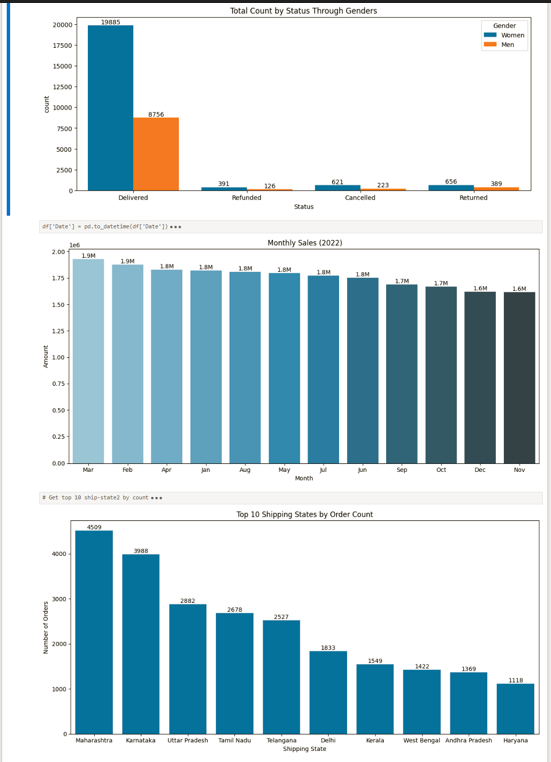 Total Count by Status Through Genders
Gender
Women
Men
20000
17500
15000
12500
10000
7500
5000
2500
0
count
19885
8756
391
126
621
223
656
389
Delivered Refunded Cancelled Returned
Status
df['Date'] = pd.to_datetime(df['Date'])
Monthly Sales (2022)
1e6
2.00
1.75
1.50
1.25
1.00
0.75
0.50
0.25
0.00
Amount
1.9M 1.9M 1.8M 1.8M 1.8M 1.8M 1.8M 1.8M 1.7M 1.7M 1.6M 1.6M
Mar Feb Apr Jan Aug May Jul Jun Sep Oct Dec Nov
Month
# Get top 10 ship-state2 by count
Top 10 Shipping States by Order Count
4000
3000
2000
1000
0
Number of Orders
4509 3988 2882 2678 2527 1833 1549 1422 1369 1118
Maharashtra Karnataka Uttar Pradesh Tamil Nadu Telangana Delhi Kerala West Bengal Andhra Pradesh Haryana
Shipping State